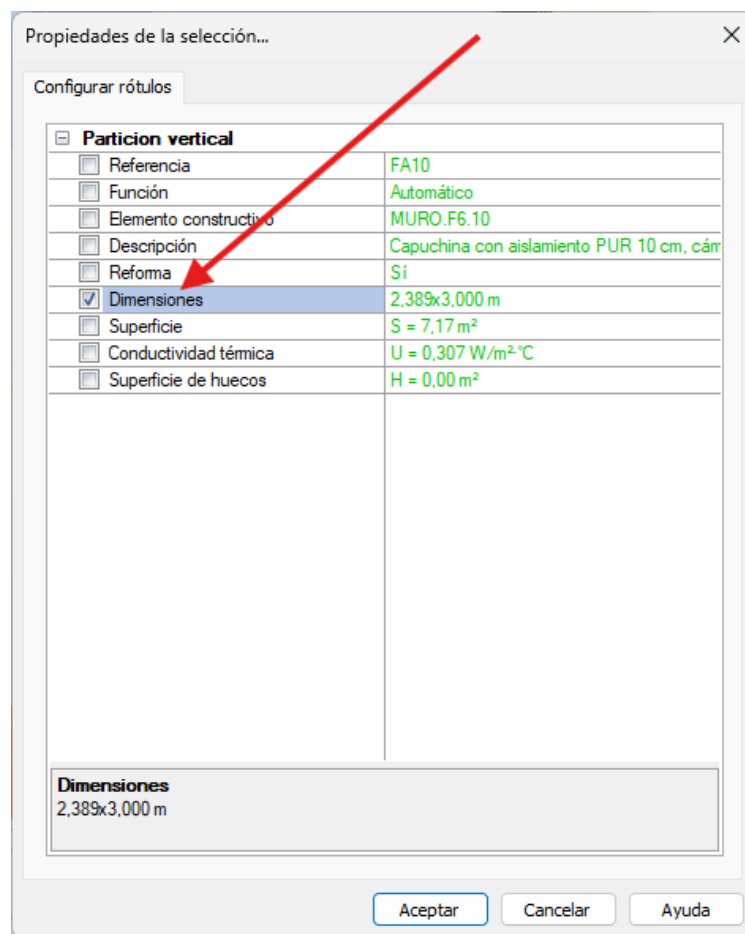 Propiedades de la selección...
Configurar rótulos
Particion vertical
Referencia FA10
Función Automático
Elemento constructivo MURO.F6.10
Descripción Capuchina con aislamiento PUR 10 cm, cám
Reforma Sí
Dimensiones 2,389x3,000 m
Superficie S = 7,17 m²
Conductividad térmica U = 0,307 W/m²·°C
Superficie de huecos H = 0,00 m²
Dimensiones
2,389x3,000 m
Aceptar Cancelar Ayuda